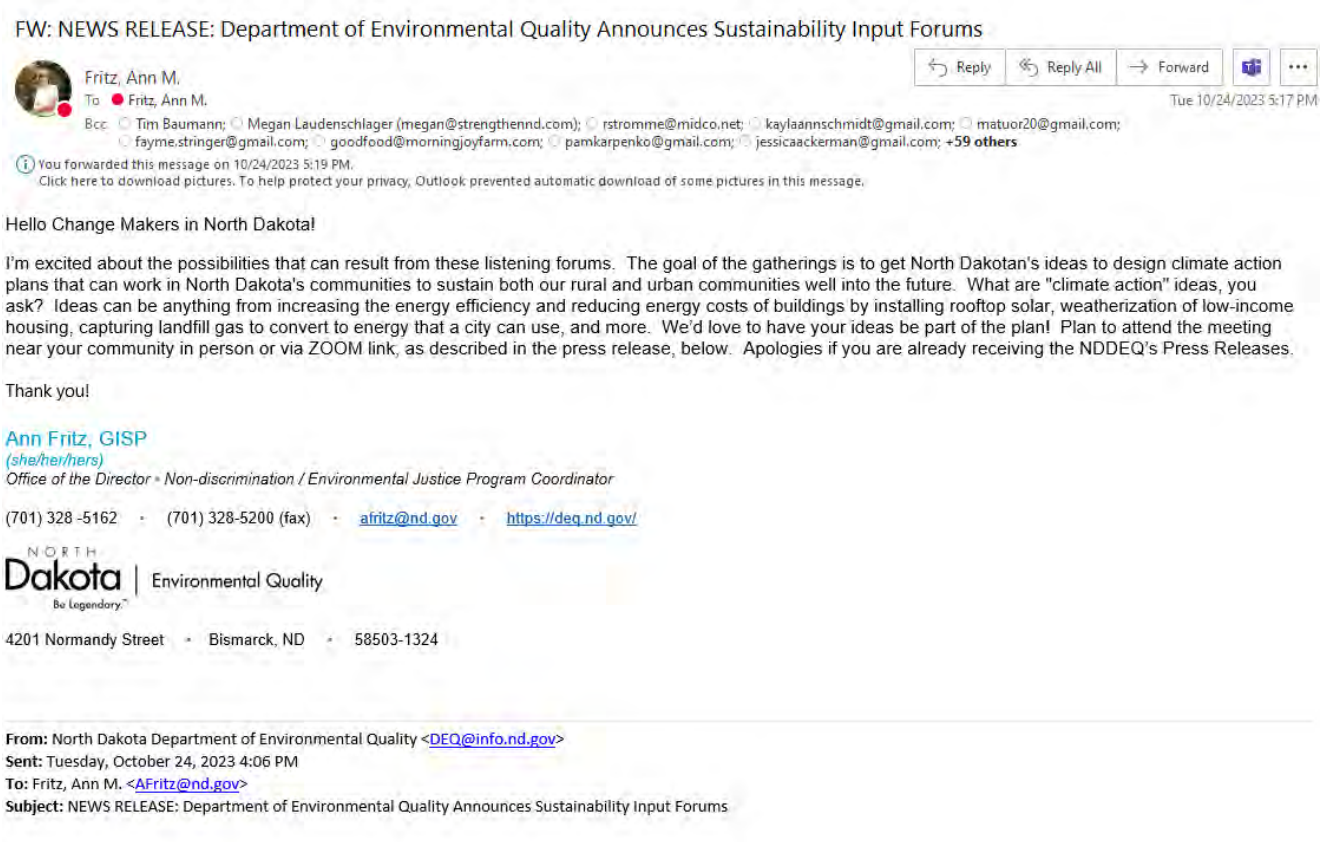 FW: NEWS RELEASE: Department of Environmental Quality Announces Sustainability Input Forums
Fritz, Ann M.
Reply
Reply All
Forward
To Fritz, Ann M.
Tue 10/24/2023 5:17 PM
Bcc Tim Baumann; Megan Laudenschlager (megan@strengthennd.com); rstromme@midco.net; kaylaannschmidt@gmail.com; matuor20@gmail.com;
fayme.stringer@gmail.com; goodfood@morningjoyfarm.com; pamkarpenko@gmail.com; jessicaackerman@gmail.com; +59 others
You forwarded this message on 10/24/2023 5:19 PM.
Click here to download pictures. To help protect your privacy, Outlook prevented automatic download of some pictures in this message.
Hello Change Makers in North Dakota!
I'm excited about the possibilities that can result from these listening forums. The goal of the gatherings is to get North Dakotan's ideas to design climate action
plans that can work in North Dakota's communities to sustain both our rural and urban communities well into the future. What are "climate action" ideas, you
ask? Ideas can be anything from increasing the energy efficiency and reducing energy costs of buildings by installing rooftop solar, weatherization of low-income
housing, capturing landfill gas to convert to energy that a city can use, and more. We'd love to have your ideas be part of the plan! Plan to attend the meeting
near your community in person or via ZOOM link, as described in the press release, below. Apologies if you are already receiving the NDDEQ's Press Releases.
Thank you!
Ann Fritz, GISP
(she/her/hers)
Office of the Director • Non-discrimination / Environmental Justice Program Coordinator
(701) 328 -5162 • (701) 328-5200 (fax) • afritz@nd.gov • https://deq.nd.gov/
NORTH
Dakota | Environmental Quality
Be Legendary.™
4201 Normandy Street • Bismarck, ND • 58503-1324
From: North Dakota Department of Environmental Quality <DEQ@info.nd.gov>
Sent: Tuesday, October 24, 2023 4:06 PM
To: Fritz, Ann M. <AFritz@nd.gov>
Subject: NEWS RELEASE: Department of Environmental Quality Announces Sustainability Input Forums